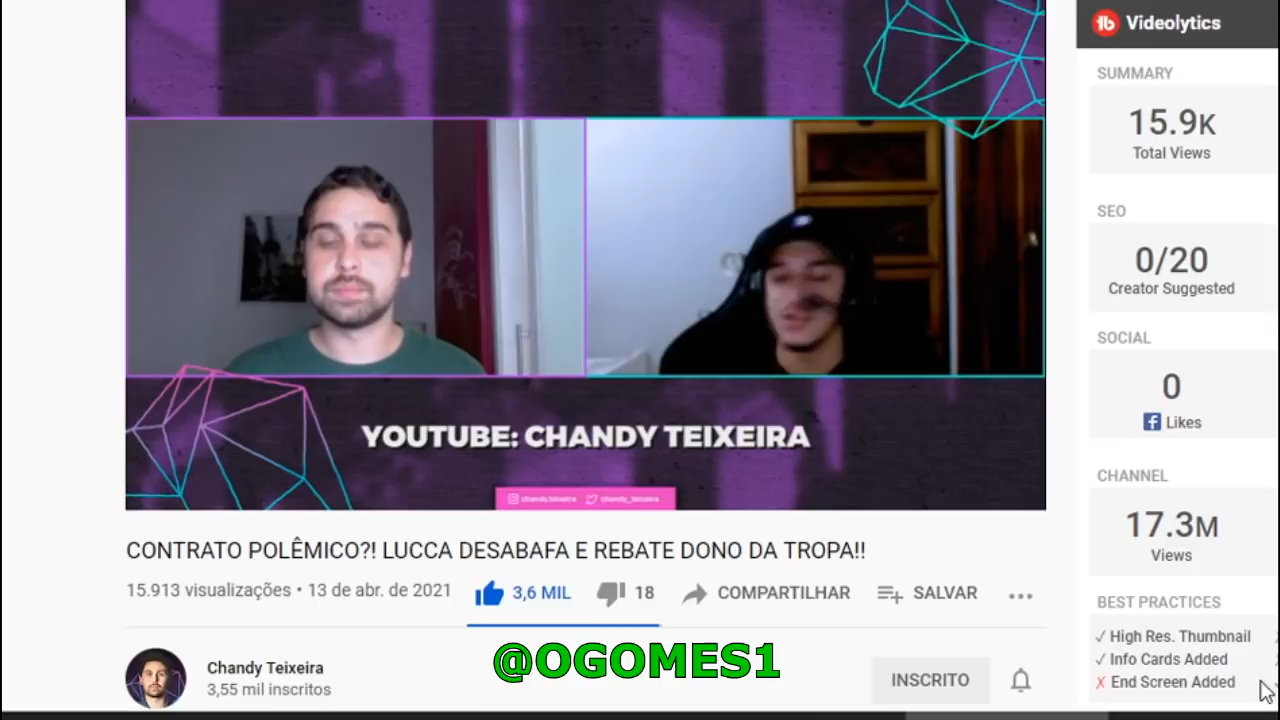 Videolytics
SUMMARY
15.9K
Total Views
SEO
0/20
Creator Suggested
SOCIAL
0
Likes
CHANNEL
17.3M
Views
BEST PRACTICES
✓ High Res. Thumbnail
✓ Info Cards Added
✗ End Screen Added
YOUTUBE: CHANDY TEIXEIRA
chandy.teixeira chandy_teixeira
CONTRATO POLÊMICO?! LUCCA DESABAFA E REBATE DONO DA TROPA!!
15.913 visualizações • 13 de abr. de 2021 3,6 MIL 18 COMPARTILHAR SALVAR
Chandy Teixeira
3,55 mil inscritos
@OGOMES1
INSCRITO